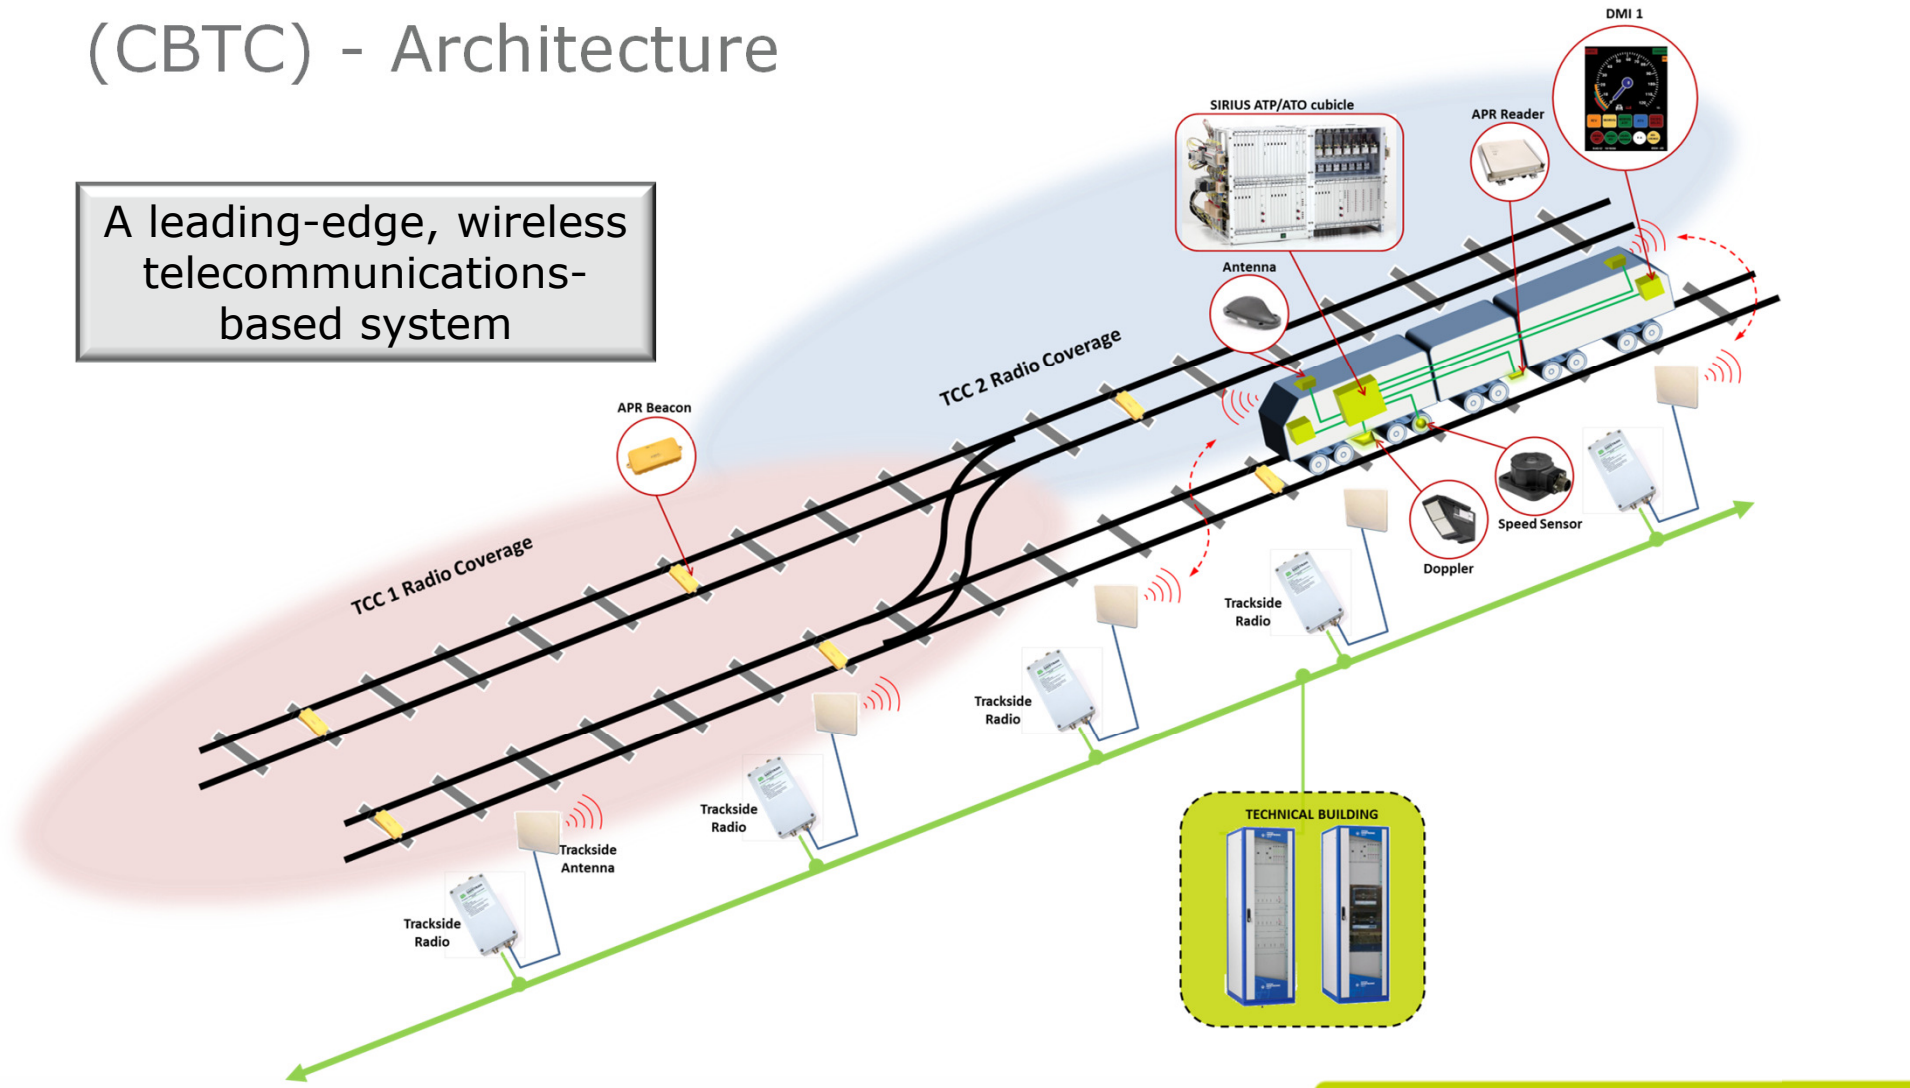 (CBTC) - Architecture
A leading-edge, wireless
telecommunications-
based system
DMI 1
SIRIUS ATP/ATO cubicle
APR Reader
Antenna
TCC 2 Radio Coverage
APR Beacon
TCC 1 Radio Coverage
Speed Sensor
Doppler
Trackside
Radio
Trackside
Radio
Trackside
Radio
Trackside
Antenna
Trackside
Radio
TECHNICAL BUILDING